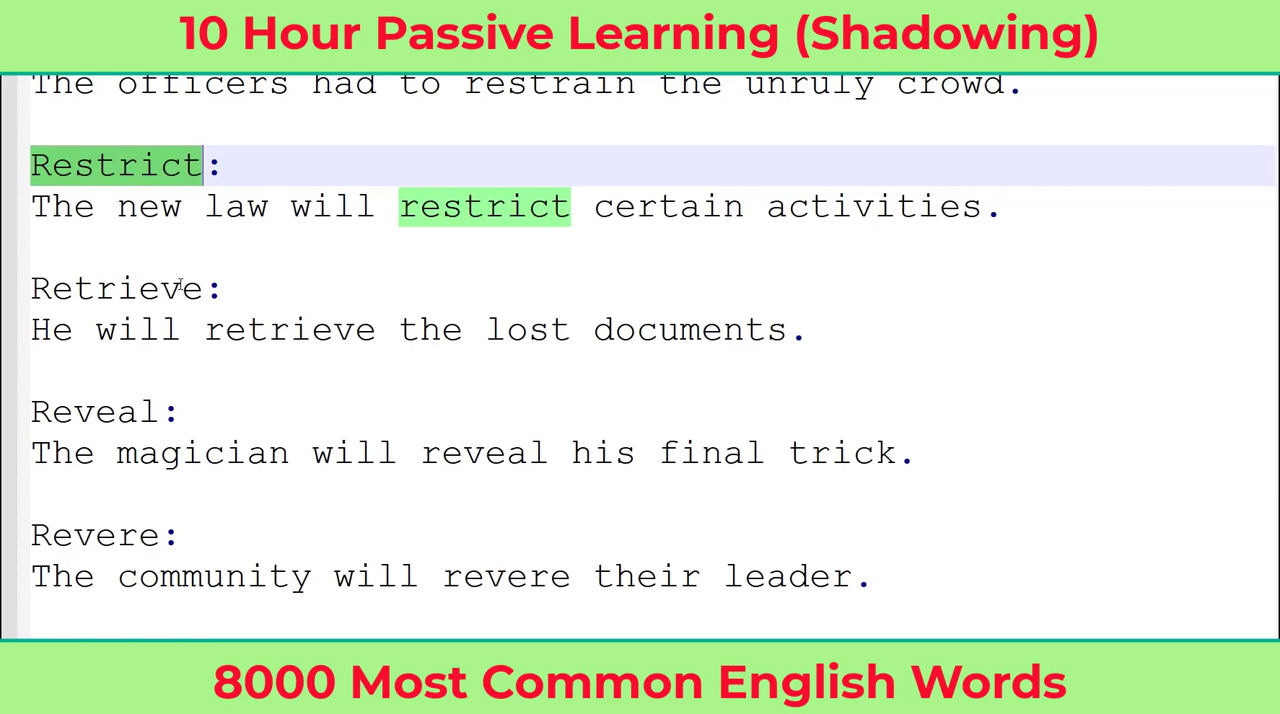 10 Hour Passive Learning (Shadowing)
The officers had to restrain the unruly crowd.
Restrict:
The new law will restrict certain activities.
Retrieve:
He will retrieve the lost documents.
Reveal:
The magician will reveal his final trick.
Revere:
The community will revere their leader.
8000 Most Common English Words